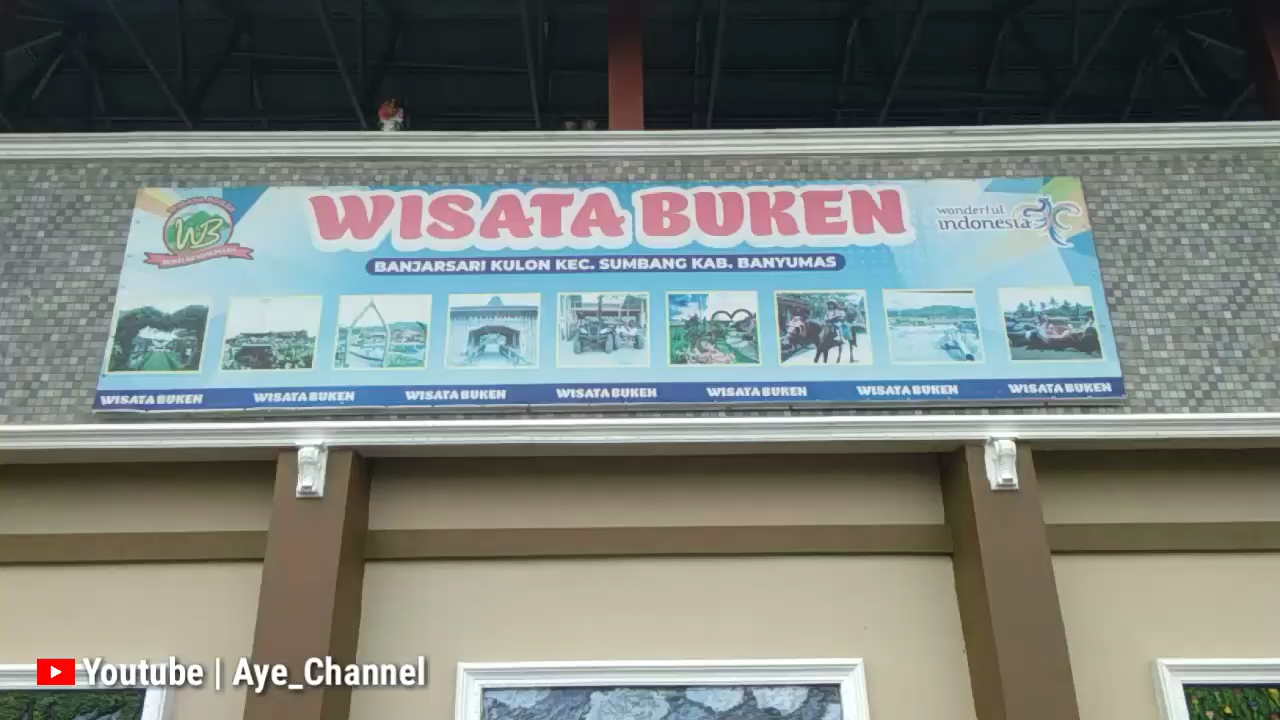 WISATA BUKEN
wonderful
indonesia
WB
BANJARSARI KULON KEC. SUMBANG KAB. BANYUMAS
WISATA BUKEN WISATA BUKEN WISATA BUKEN WISATA BUKEN WISATA BUKEN WISATA BUKEN WISATA BUKEN
Youtube | Aye_Channel